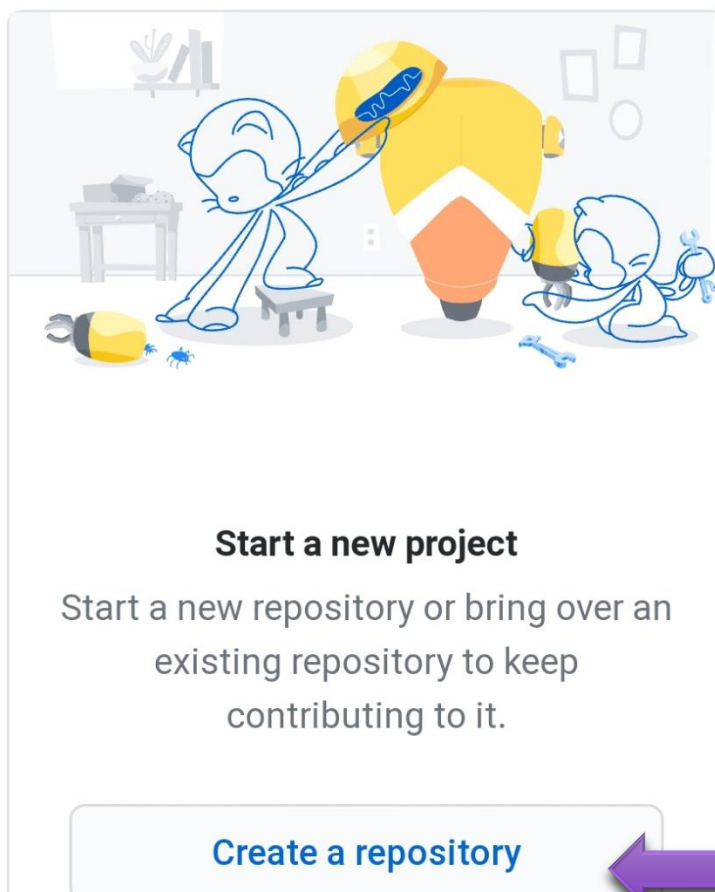 Start a new project
Start a new repository or bring over an
existing repository to keep
contributing to it.
Create a repository